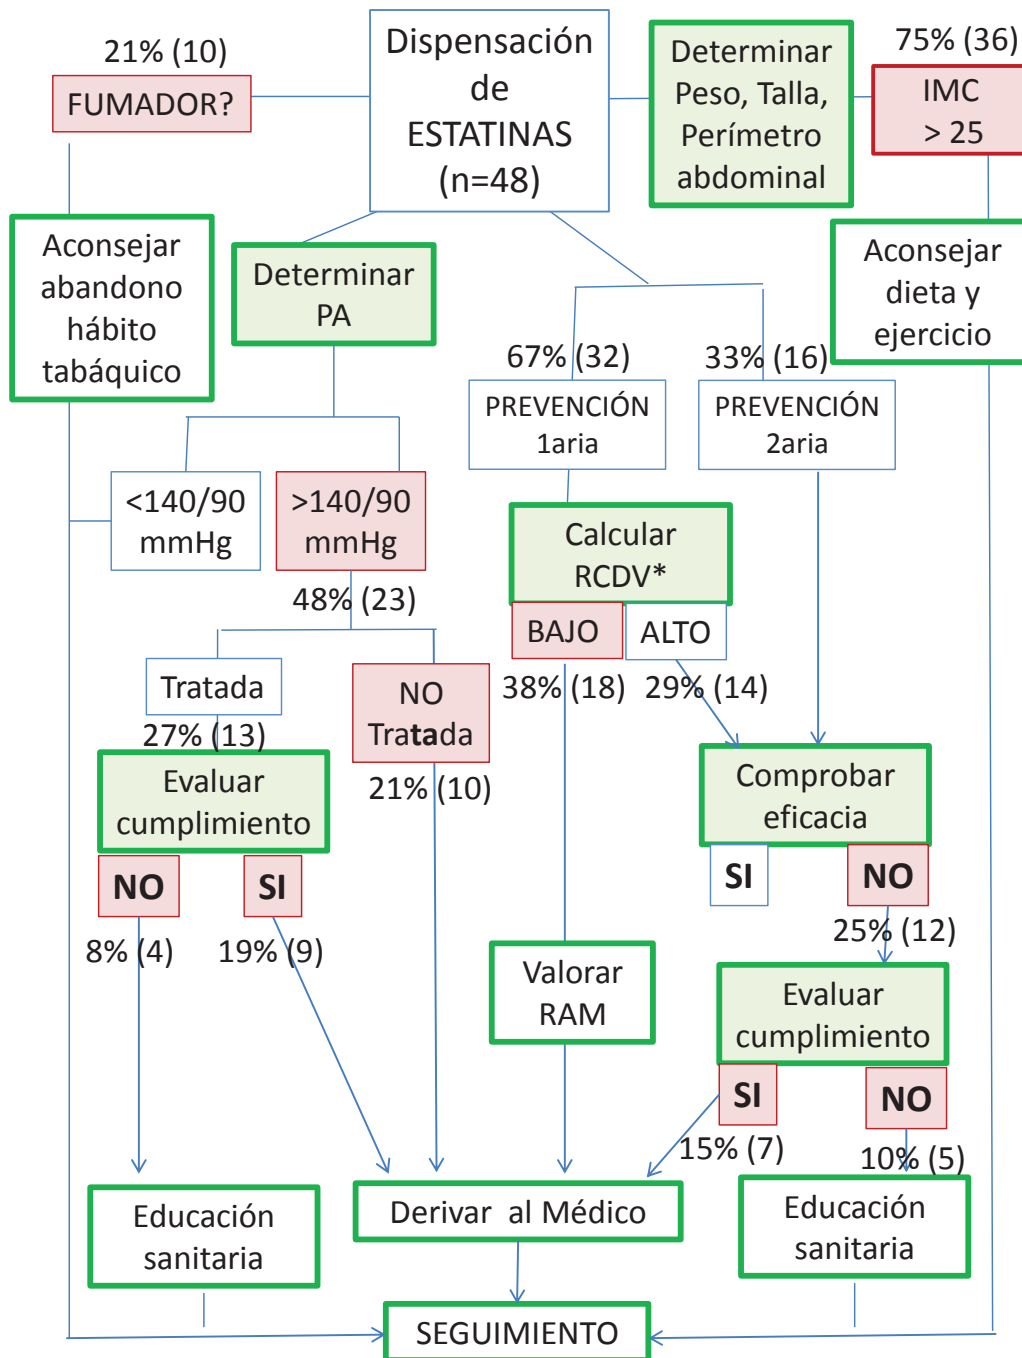 21% (10)
FUMADOR?
Dispensación
de
ESTATINAS
(n=48)
Determinar
Peso, Talla,
Perímetro
abdominal
75% (36)
IMC
> 25
Aconsejar
abandono
hábito
tabáquico
Determinar
PA
Aconsejar
dieta y
ejercicio
67% (32)
33% (16)
PREVENCIÓN
1aria
PREVENCIÓN
2aria
<140/90
mmHg
>140/90
mmHg
48% (23)
Calcular
RCDV*
BAJO
ALTO
38% (18)
29% (14)
Tratada
27% (13)
NO
Tratada
21% (10)
Evaluar
cumplimiento
NO
SI
8% (4)
19% (9)
Comprobar
eficacia
SI
NO
25% (12)
Valorar
RAM
Evaluar
cumplimiento
SI
NO
15% (7)
10% (5)
Educación
sanitaria
Derivar al Médico
Educación
sanitaria
SEGUIMIENTO